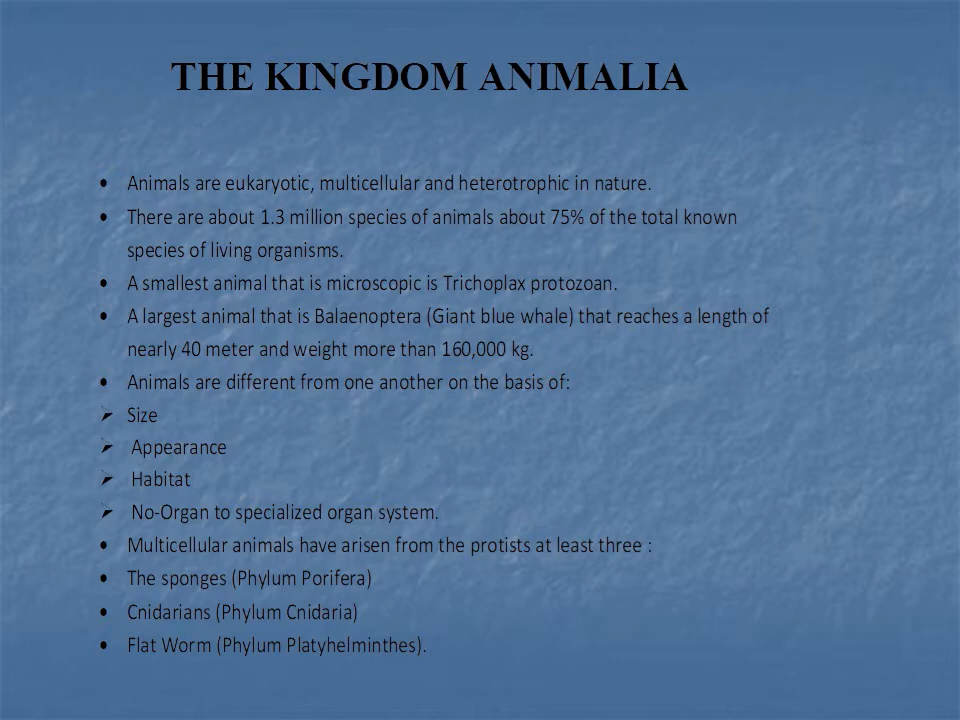 THE KINGDOM ANIMALIA
• Animals are eukaryotic, multicellular and heterotrophic in nature.
• There are about 1.3 million species of animals about 75% of the total known
species of living organisms.
• A smallest animal that is microscopic is Trichoplax protozoan.
• A largest animal that is Balaenoptera (Giant blue whale) that reaches a length of
nearly 40 meter and weight more than 160,000 kg.
• Animals are different from one another on the basis of:
➢ Size
➢ Appearance
➢ Habitat
➢ No-Organ to specialized organ system.
• Multicellular animals have arisen from the protists at least three :
• The sponges (Phylum Porifera)
• Cnidarians (Phylum Cnidaria)
• Flat Worm (Phylum Platyhelminthes).